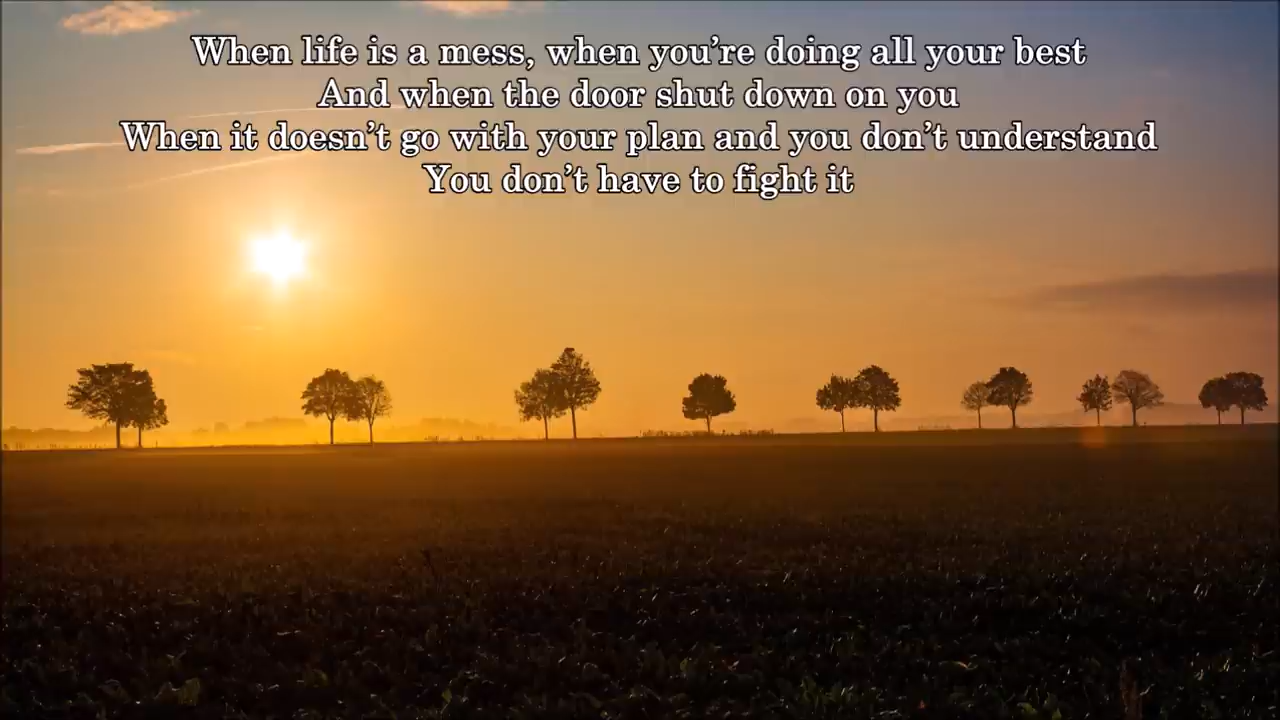 When life is a mess, when you’re doing all your best
And when the door shut down on you
When it doesn’t go with your plan and you don’t understand
You don’t have to fight it